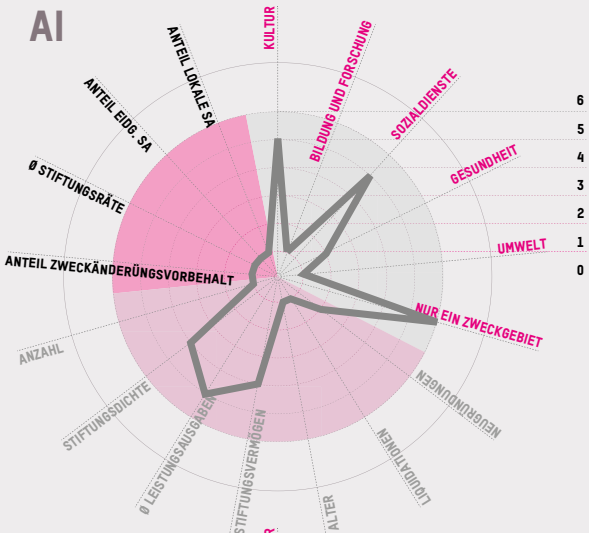 AI
KULTUR
BILDUNG UND FORSCHUNG
SOZIALDIENSTE
GESUNDHEIT
UMWELT
NUR EIN ZWECKGEBIET
NEUGRÜNDUNGEN
LIQUIDATIONEN
ALTER
STIFTUNGSVERMÖGEN
Ø LEISTUNGSAUSGABEN
STIFTUNGSDICHTE
ANZAHL
ANTEIL ZWECKÄNDERÜNGSVORBEHALT
Ø STIFTUNGSRÄTE
ANTEIL EIDG. SA
ANTEIL LOKALE SA
6
5
4
3
2
1
0